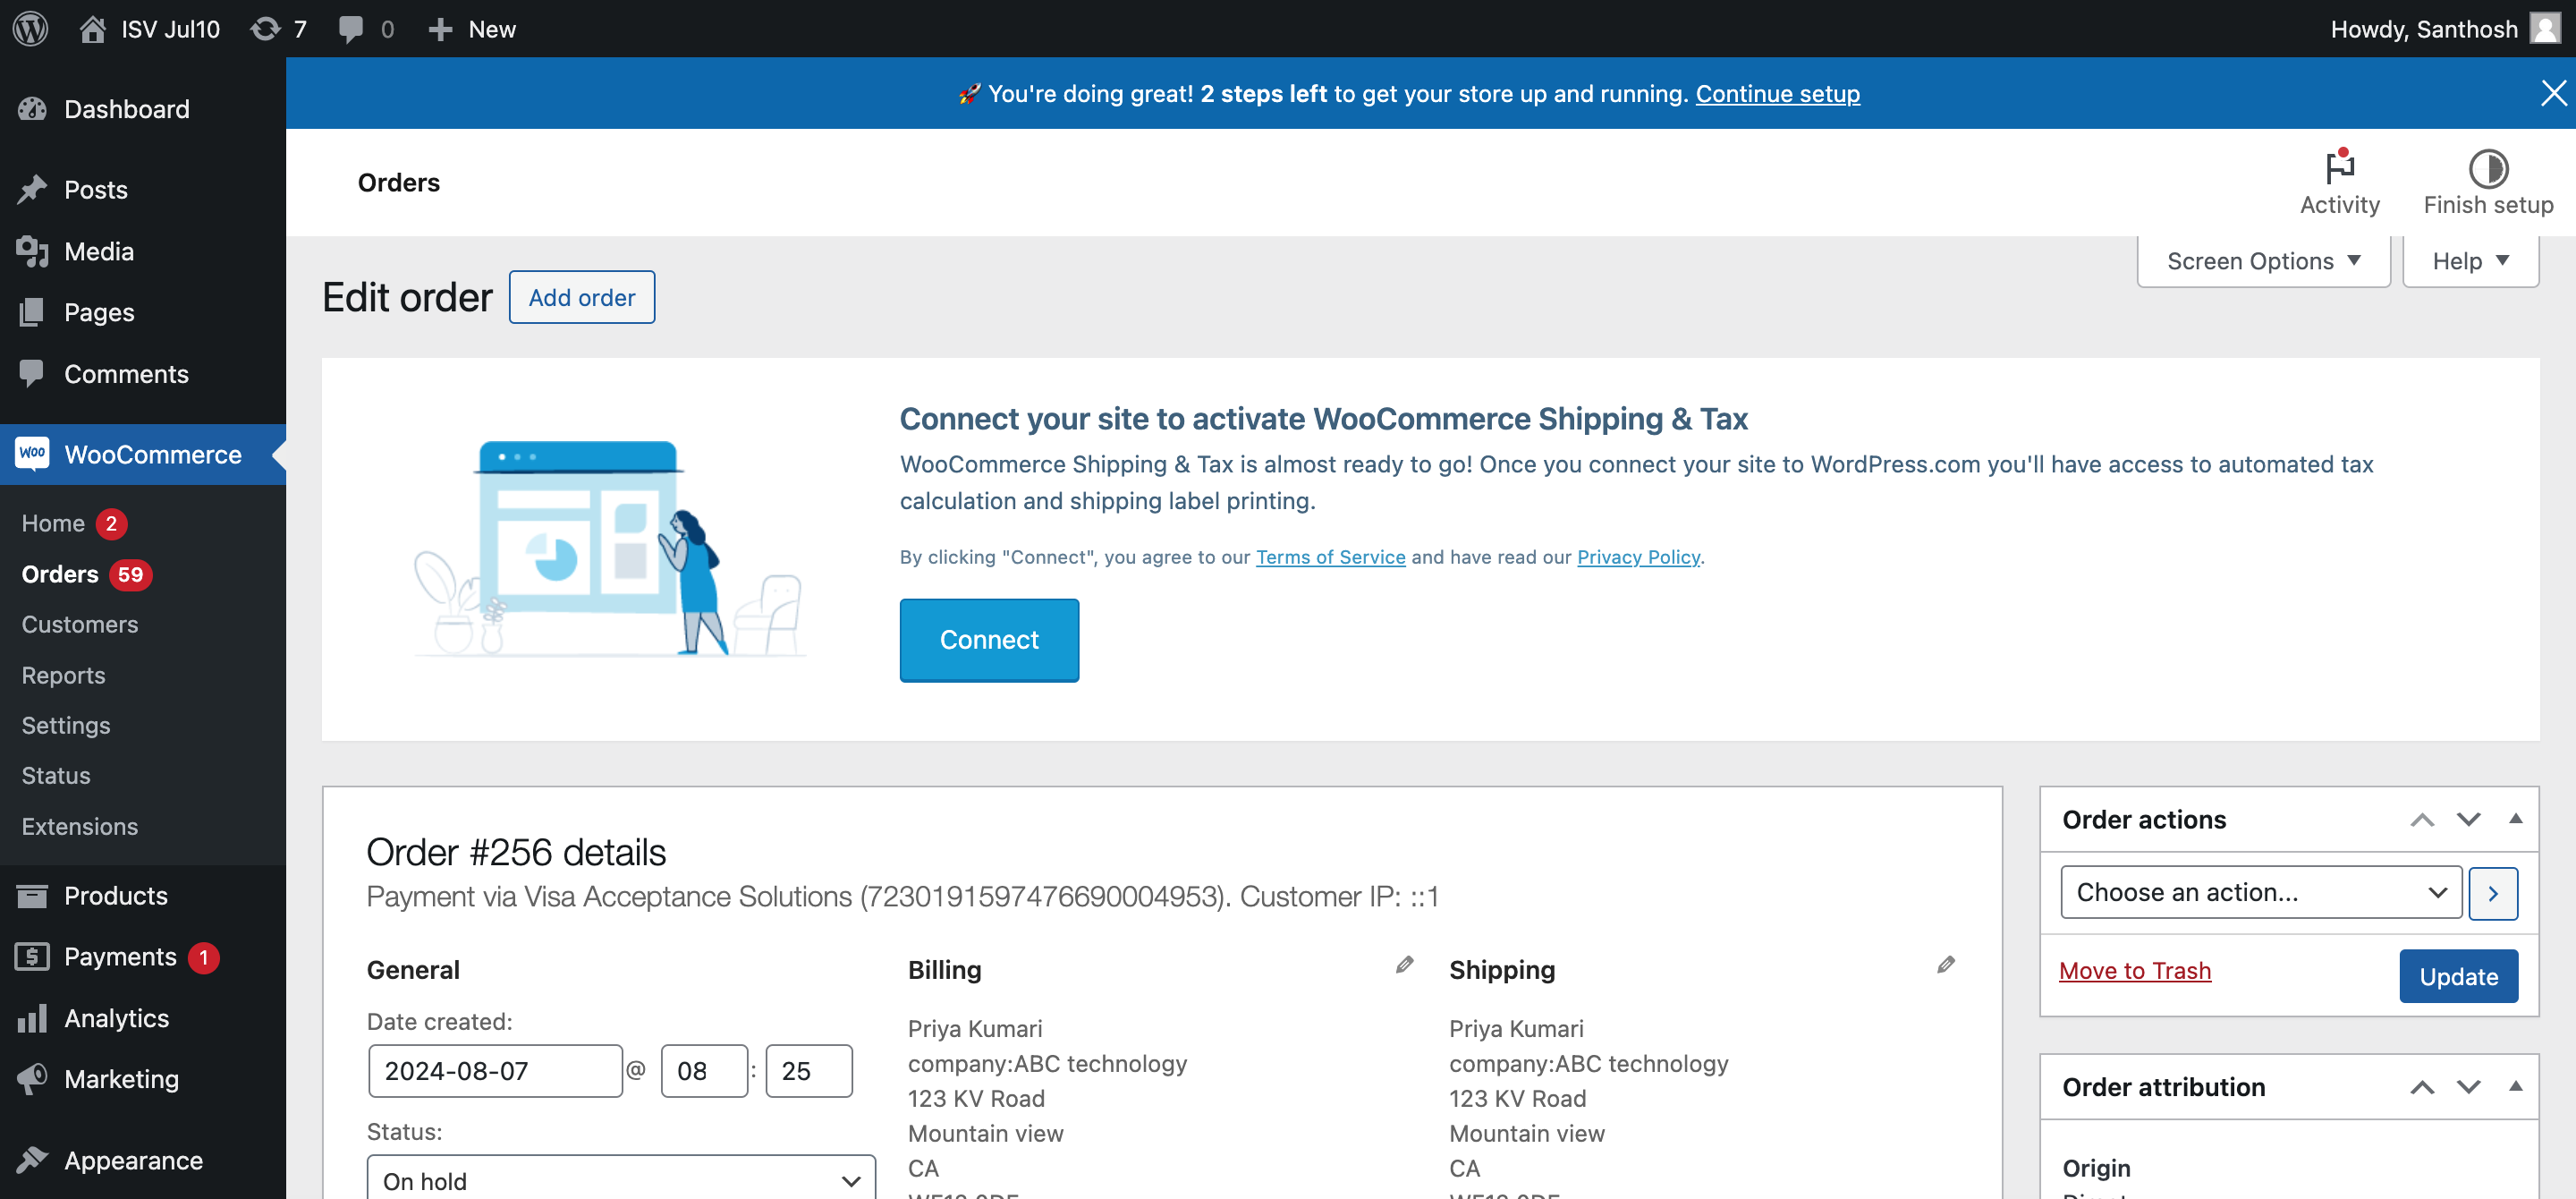 ISV Jul10
7
0
New
Howdy, Santhosh
🚀 You're doing great! 2 steps left to get your store up and running. Continue setup
Dashboard
Posts
Media
Pages
Comments
Woo WooCommerce
Home 2
Orders 59
Customers
Reports
Settings
Status
Extensions
Products
Payments 1
Analytics
Marketing
Appearance
Orders
Activity
Finish setup
Screen Options
Help
Edit order
Add order
Connect your site to activate WooCommerce Shipping & Tax
WooCommerce Shipping & Tax is almost ready to go! Once you connect your site to WordPress.com you'll have access to automated tax
calculation and shipping label printing.
By clicking "Connect", you agree to our Terms of Service and have read our Privacy Policy.
Connect
Order #256 details
Payment via Visa Acceptance Solutions (7230191597476690004953). Customer IP: ::1
General
Date created:
2024-08-07 @ 08 : 25
Status:
On hold
Billing
Priya Kumari
company:ABC technology
123 KV Road
Mountain view
CA
Shipping
Priya Kumari
company:ABC technology
123 KV Road
Mountain view
CA
Order actions
Choose an action...
Move to Trash
Update
Order attribution
Origin